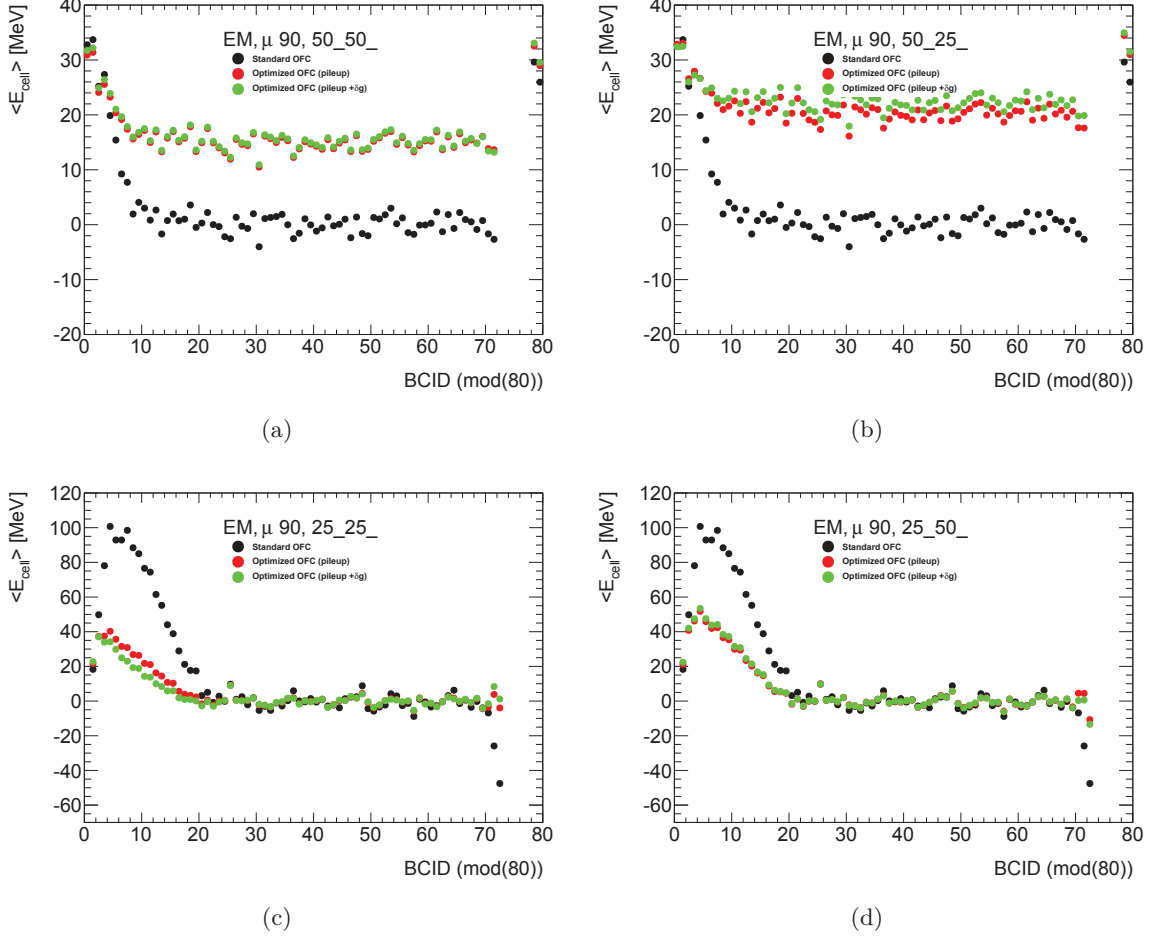 <E_cell> [MeV]
40
30
20
10
0
-10
-20
EM, μ 90, 50_50_
Standard OFC
Optimized OFC (pileup)
Optimized OFC (pileup +δg)
0 10 20 30 40 50 60 70 80
BCID (mod(80))
(a)
<E_cell> [MeV]
40
30
20
10
0
-10
-20
EM, μ 90, 50_25_
Standard OFC
Optimized OFC (pileup)
Optimized OFC (pileup +δg)
0 10 20 30 40 50 60 70 80
BCID (mod(80))
(b)
<E_cell> [MeV]
120
100
80
60
40
20
0
-20
-40
-60
EM, μ 90, 25_25_
Standard OFC
Optimized OFC (pileup)
Optimized OFC (pileup +δg)
0 10 20 30 40 50 60 70 80
BCID (mod(80))
(c)
<E_cell> [MeV]
120
100
80
60
40
20
0
-20
-40
-60
EM, μ 90, 25_50_
Standard OFC
Optimized OFC (pileup)
Optimized OFC (pileup +δg)
0 10 20 30 40 50 60 70 80
BCID (mod(80))
(d)